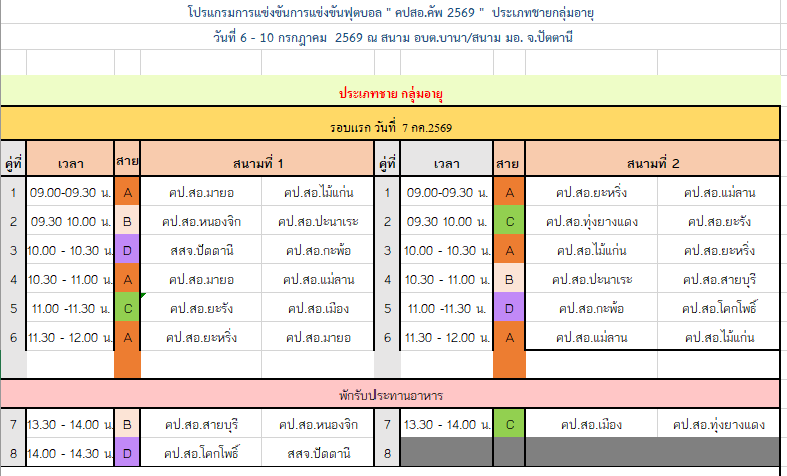 โปรแกรมการแข่งขันการแข่งขันฟุตบอล " คปสอ.คัพ 2569 " ประเภทชายกลุ่มอายุ
วันที่ 6 - 10 กรกฎาคม 2569 ณ สนาม อบต.บานา/สนาม มอ. จ.ปัตตานี
ประเภทชาย กลุ่มอายุ
รอบแรก วันที่ 7 กค.2569
คู่ที่ เวลา สาย สนามที่ 1 คู่ที่ เวลา สาย สนามที่ 2
1 09.00-09.30 น. A คป.สอ.มายอ คป.สอ.ไม้แก่น 1 09.00-09.30 น. A คป.สอ.ยะหริ่ง คป.สอ.แม่ลาน
2 09.30 10.00 น. B คป.สอ.หนองจิก คป.สอ.ปะนาเระ 2 09.30 10.00 น. C คป.สอ.ทุ่งยางแดง คป.สอ.ยะรัง
3 10.00 - 10.30 น. D สสจ.ปัตตานี คป.สอ.กะพ้อ 3 10.00 - 10.30 น. A คป.สอ.ไม้แก่น คป.สอ.ยะหริ่ง
4 10.30 - 11.00 น. A คป.สอ.มายอ คป.สอ.แม่ลาน 4 10.30 - 11.00 น. B คป.สอ.ปะนาเระ คป.สอ.สายบุรี
5 11.00 -11.30 น. C คป.สอ.ยะรัง คป.สอ.เมือง 5 11.00 -11.30 น. D คป.สอ.กะพ้อ คป.สอ.โคกโพธิ์
6 11.30 - 12.00 น. A คป.สอ.ยะหริ่ง คป.สอ.มายอ 6 11.30 - 12.00 น. A คป.สอ.แม่ลาน คป.สอ.ไม้แก่น
พักรับประทานอาหาร
7 13.30 - 14.00 น. B คป.สอ.สายบุรี คป.สอ.หนองจิก 7 13.30 - 14.00 น. C คป.สอ.เมือง คป.สอ.ทุ่งยางแดง
8 14.00 - 14.30 น. D คป.สอ.โคกโพธิ์ สสจ.ปัตตานี 8